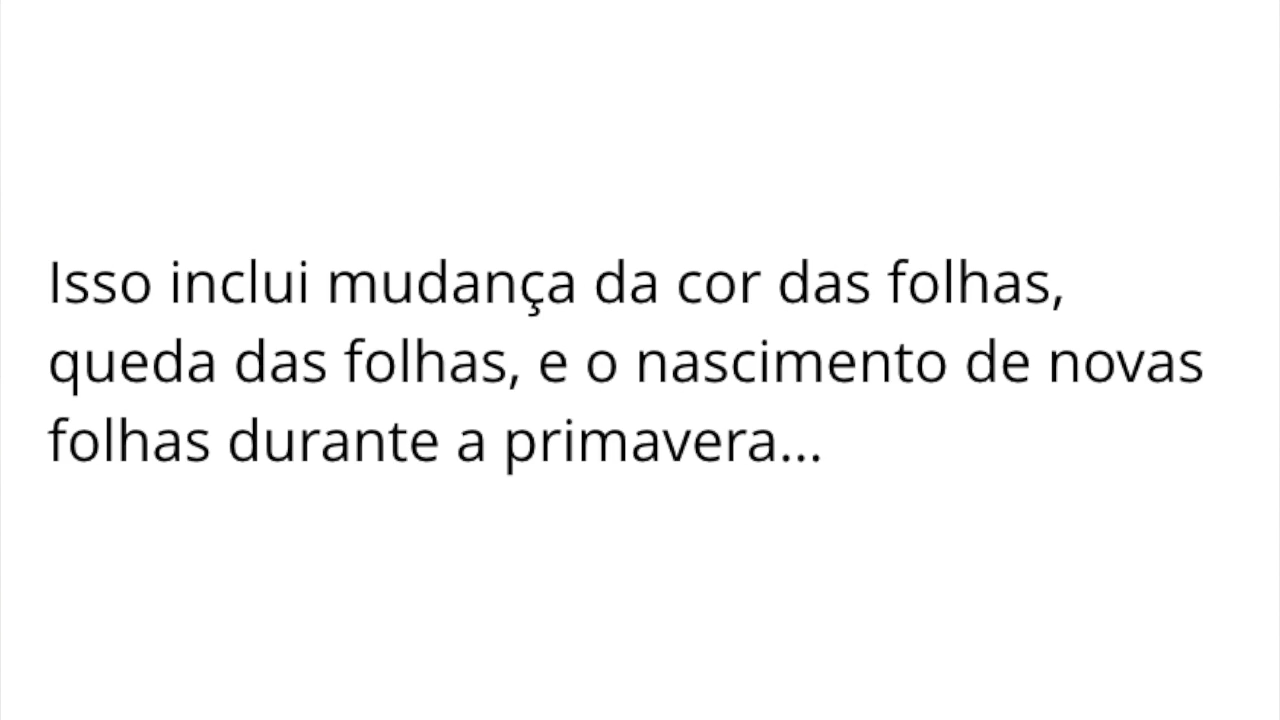 Isso inclui mudança da cor das folhas,
queda das folhas, e o nascimento de novas
folhas durante a primavera...